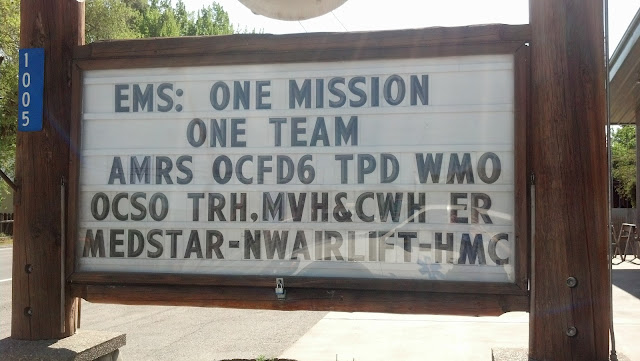 1005
EMS: ONE MISSION
ONE TEAM
AMRS OCFD6 TPD WMO
OCSO TRH,MVH&CWH ER
MEDSTAR-NWAIRLIFT-HMC